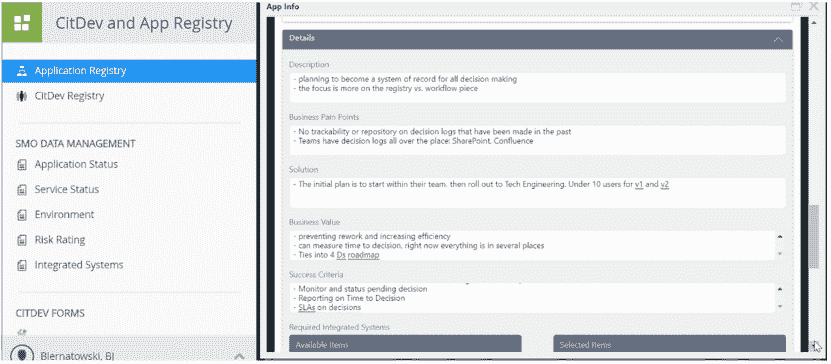 App Info
CitDev and App Registry
Application Registry
CitDev Registry
SMO DATA MANAGEMENT
Application Status
Service Status
Environment
Risk Rating
Integrated Systems
CITDEV FORMS
Biernatowski, BJ
Details
Description
- planning to become a system of record for all decision making
- the focus is more on the registry vs. workflow piece
Business Pain Points
- No trackability or repository on decision logs that have been made in the past
- Teams have decision logs all over the place: SharePoint, Confluence
Solution
- The initial plan is to start within their team. then roll out to Tech Engineering. Under 10 users for v1 and v2
Business Value
- preventing rework and increasing efficiency
- can measure time to decision, right now everything is in several places
- Ties into 4 Ds roadmap
Success Criteria
- Monitor and status pending decision
- Reporting on Time to Decision
- SLAs on decisions
Required Integrated Systems
Available Items
Selected Items